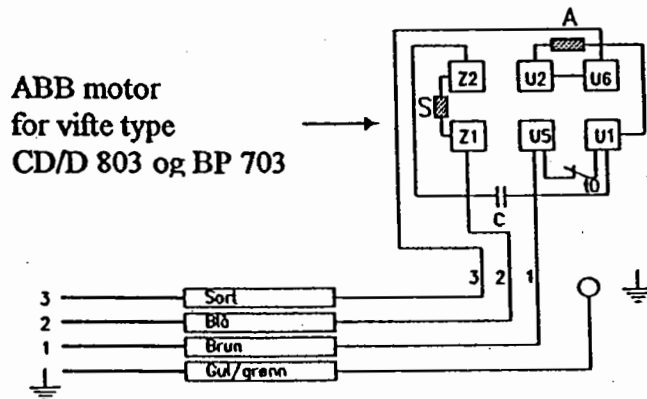 ABB motor
for vifte type
CD/D 803 og BP 703
A
Z2
U2
U6
S
Z1
U5
U1
C
3
2
1
3 Sort
2 Blå
1 Brun
Gul/grønn